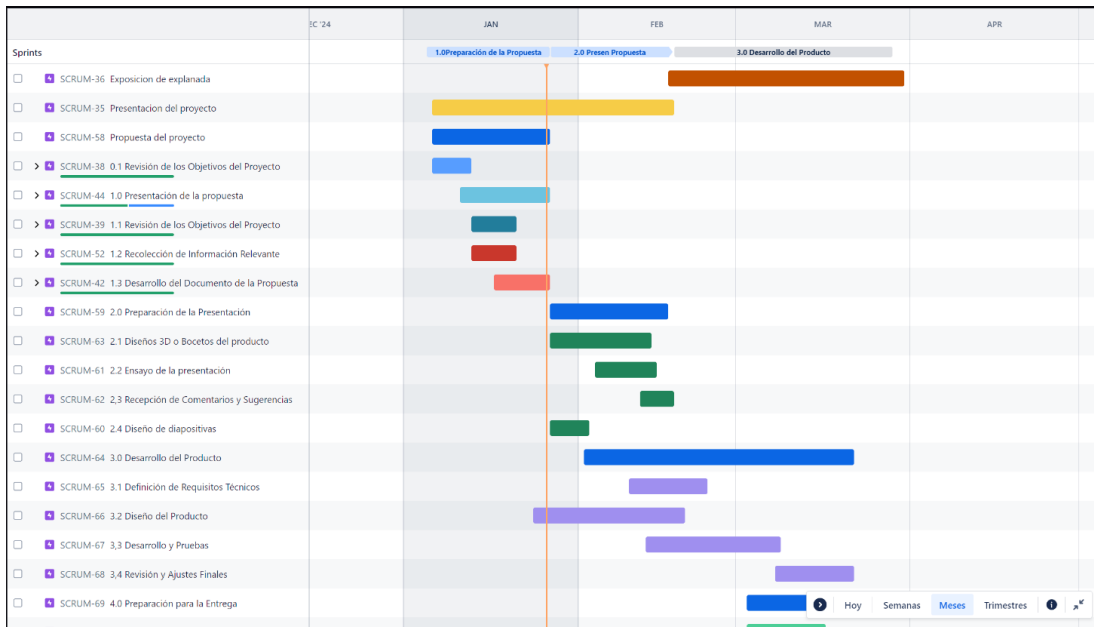 EC '24 JAN FEB MAR APR
Sprints 1.0Preparación de la Propuesta 2.0 Presen Propuesta 3.0 Desarrollo del Producto
SCRUM-36 Exposicion de explanada
SCRUM-35 Presentacion del proyecto
SCRUM-58 Propuesta del proyecto
SCRUM-38 0.1 Revisión de los Objetivos del Proyecto
SCRUM-44 1.0 Presentación de la propuesta
SCRUM-39 1.1 Revisión de los Objetivos del Proyecto
SCRUM-52 1.2 Recolección de Información Relevante
SCRUM-42 1.3 Desarrollo del Documento de la Propuesta
SCRUM-59 2.0 Preparación de la Presentación
SCRUM-63 2.1 Diseños 3D o Bocetos del producto
SCRUM-61 2.2 Ensayo de la presentación
SCRUM-62 2,3 Recepción de Comentarios y Sugerencias
SCRUM-60 2.4 Diseño de diapositivas
SCRUM-64 3.0 Desarrollo del Producto
SCRUM-65 3.1 Definición de Requisitos Técnicos
SCRUM-66 3.2 Diseño del Producto
SCRUM-67 3,3 Desarrollo y Pruebas
SCRUM-68 3,4 Revisión y Ajustes Finales
SCRUM-69 4.0 Preparación para la Entrega
Hoy Semanas Meses Trimestres